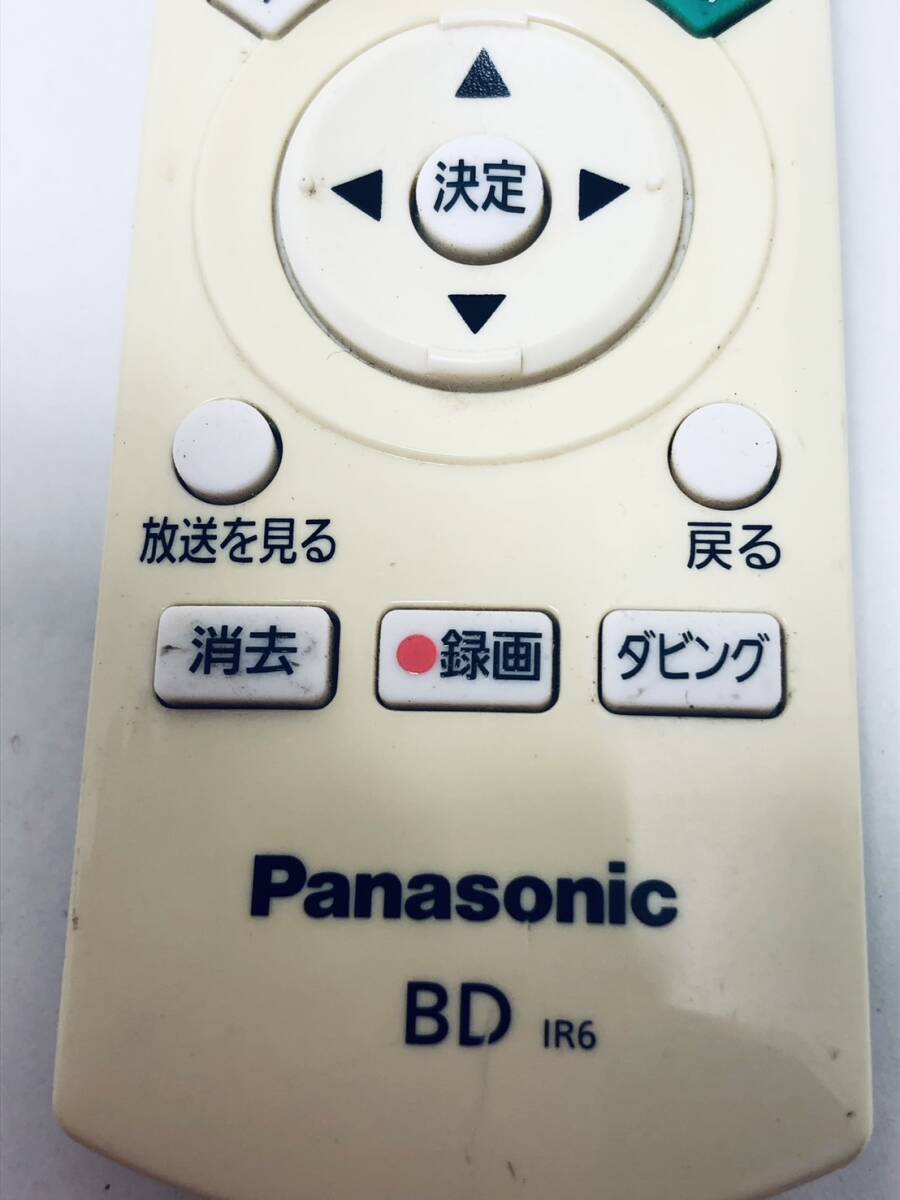 決定
放送を見る
戻る
消去
録画
ダビング
Panasonic
BD IR6